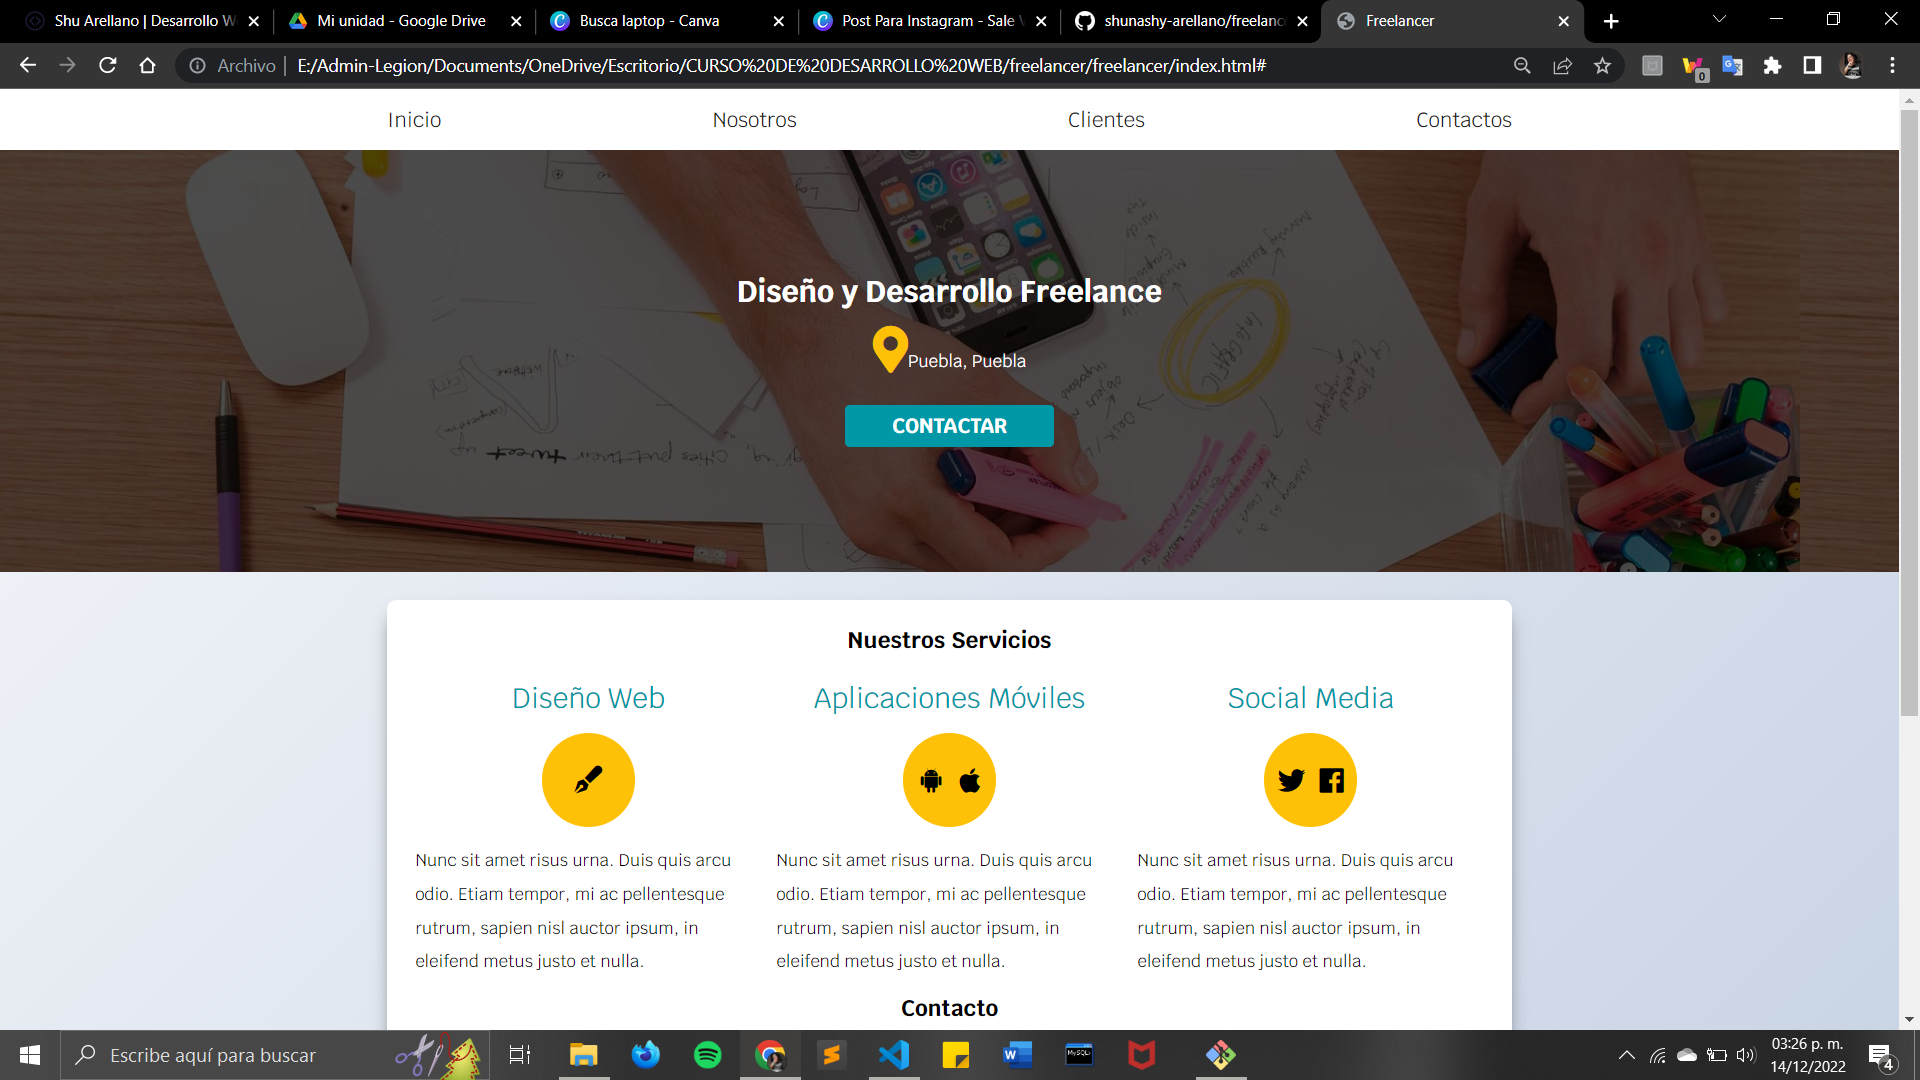 Shu Arellano | Desarrollo W
Mi unidad - Google Drive
Busca laptop - Canva
Post Para Instagram - Sale V
shunashy-arellano/freelanc
Freelancer
Archivo
E:/Admin-Legion/Documents/OneDrive/Escritorio/CURSO%20DE%20DESARROLLO%20WEB/freelancer/freelancer/index.html#
0
Inicio
Nosotros
Clientes
Contactos
Diseño y Desarrollo Freelance
Puebla, Puebla
CONTACTAR
Nuestros Servicios
Diseño Web
Aplicaciones Móviles
Social Media
Nunc sit amet risus urna. Duis quis arcu
odio. Etiam tempor, mi ac pellentesque
rutrum, sapien nisl auctor ipsum, in
eleifend metus justo et nulla.
Nunc sit amet risus urna. Duis quis arcu
odio. Etiam tempor, mi ac pellentesque
rutrum, sapien nisl auctor ipsum, in
eleifend metus justo et nulla.
Nunc sit amet risus urna. Duis quis arcu
odio. Etiam tempor, mi ac pellentesque
rutrum, sapien nisl auctor ipsum, in
eleifend metus justo et nulla.
Contacto
Escribe aquí para buscar
03:26 p. m.
14/12/2022
4